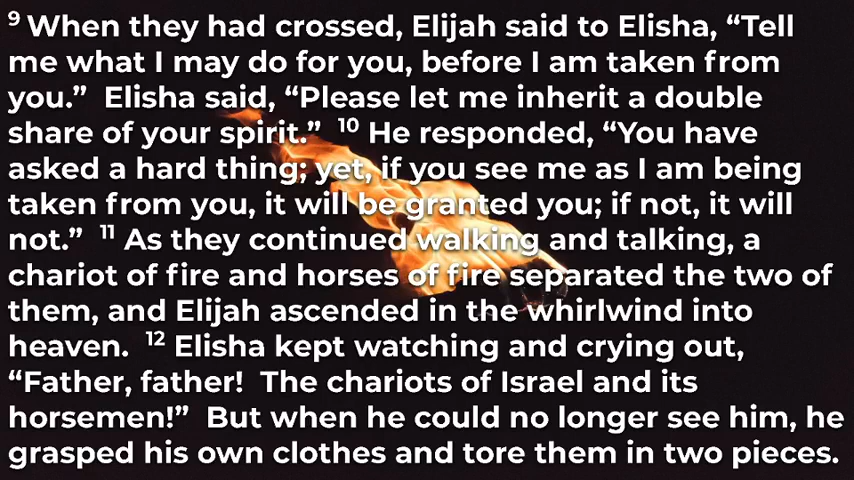 9 When they had crossed, Elijah said to Elisha, “Tell
me what I may do for you, before I am taken from
you.”  Elisha said, “Please let me inherit a double
share of your spirit.”  10 He responded, “You have
asked a hard thing; yet, if you see me as I am being
taken from you, it will be granted you; if not, it will
not.”  11 As they continued walking and talking, a
chariot of fire and horses of fire separated the two of
them, and Elijah ascended in the whirlwind into
heaven.  12 Elisha kept watching and crying out,
“Father, father!  The chariots of Israel and its
horsemen!”  But when he could no longer see him, he
grasped his own clothes and tore them in two pieces.